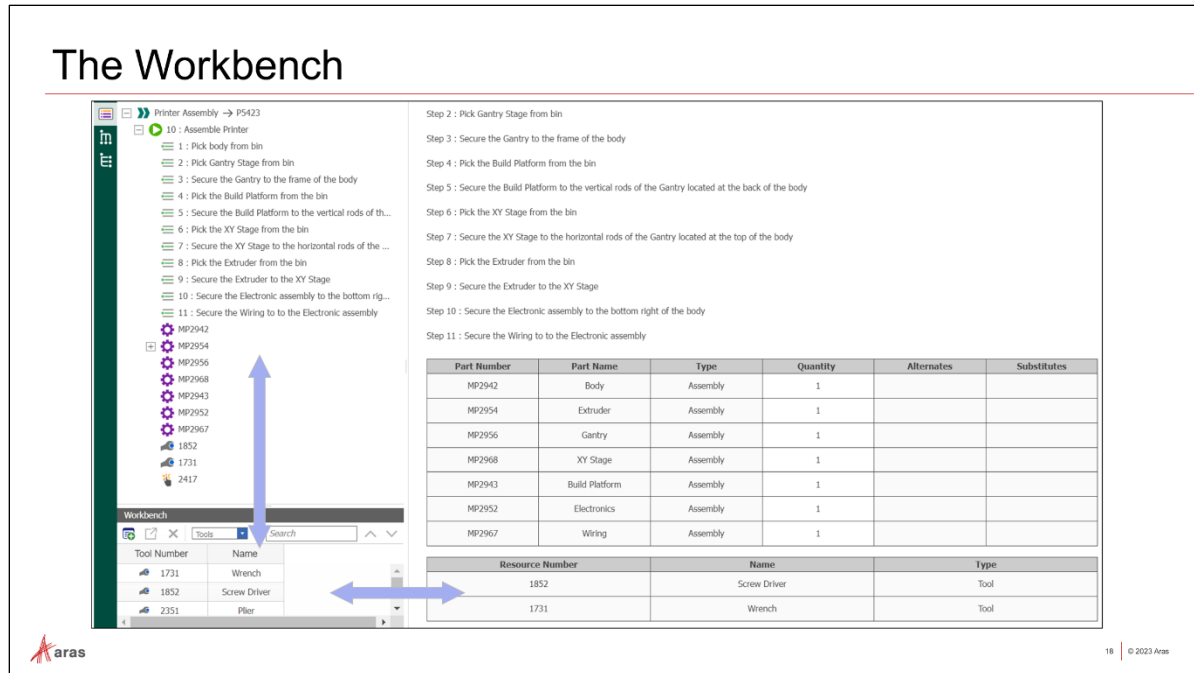 The Workbench
Printer Assembly → P5423
10 : Assemble Printer
1 : Pick body from bin
2 : Pick Gantry Stage from bin
3 : Secure the Gantry to the frame of the body
4 : Pick the Build Platform from the bin
5 : Secure the Build Platform to the vertical rods of th...
6 : Pick the XY Stage from the bin
7 : Secure the XY Stage to the horizontal rods of the ...
8 : Pick the Extruder from the bin
9 : Secure the Extruder to the XY Stage
10 : Secure the Electronic assembly to the bottom rig...
11 : Secure the Wiring to to the Electronic assembly
MP2942
MP2954
MP2956
MP2968
MP2943
MP2952
MP2967
1852
1731
2417
Workbench
Tools Search
Tool Number Name
1731 Wrench
1852 Screw Driver
2351 Plier
Step 2 : Pick Gantry Stage from bin
Step 3 : Secure the Gantry to the frame of the body
Step 4 : Pick the Build Platform from the bin
Step 5 : Secure the Build Platform to the vertical rods of the Gantry located at the back of the body
Step 6 : Pick the XY Stage from the bin
Step 7 : Secure the XY Stage to the horizontal rods of the Gantry located at the top of the body
Step 8 : Pick the Extruder from the bin
Step 9 : Secure the Extruder to the XY Stage
Step 10 : Secure the Electronic assembly to the bottom right of the body
Step 11 : Secure the Wiring to to the Electronic assembly
Part Number Part Name Type Quantity Alternates Substitutes
MP2942 Body Assembly 1
MP2954 Extruder Assembly 1
MP2956 Gantry Assembly 1
MP2968 XY Stage Assembly 1
MP2943 Build Platform Assembly 1
MP2952 Electronics Assembly 1
MP2967 Wiring Assembly 1
Resource Number Name Type
1852 Screw Driver Tool
1731 Wrench Tool
aras
18 © 2023 Aras